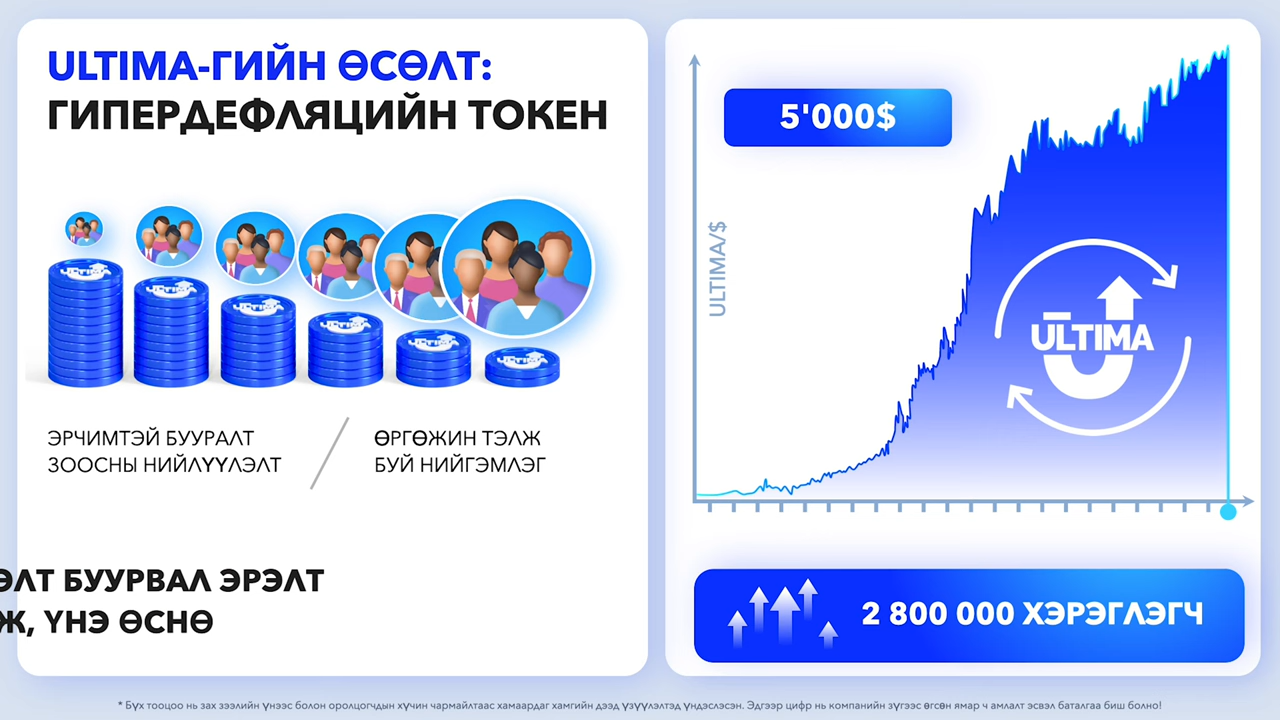 ULTIMA-ГИЙН ӨСӨЛТ:
ГИПЕРДЕФЛЯЦИЙН ТОКЕН
ЭРЧИМТЭЙ БУУРАЛТ
ЗООСНЫ НИЙЛҮҮЛЭЛТ
ӨРГӨЖИН ТЭЛЖ
БУЙ НИЙГЭМЛЭГ
БУУРВАЛ ЭРЭЛТ
ҮНЭ ӨСНӨ
5'000$
ULTIMA/$
ULTIMA
2 800 000 ХЭРЭГЛЭГЧ
* Бүх тооцоо нь зах зээлийн үнээс болон оролцогчдын хүчин чармайлтаас хамаардаг хамгийн дээд үзүүлэлтэд үндэслэсэн. Эдгээр цифр нь компанийн зүгээс өгсөн ямар ч амлалт эсвэл баталгаа биш болно!